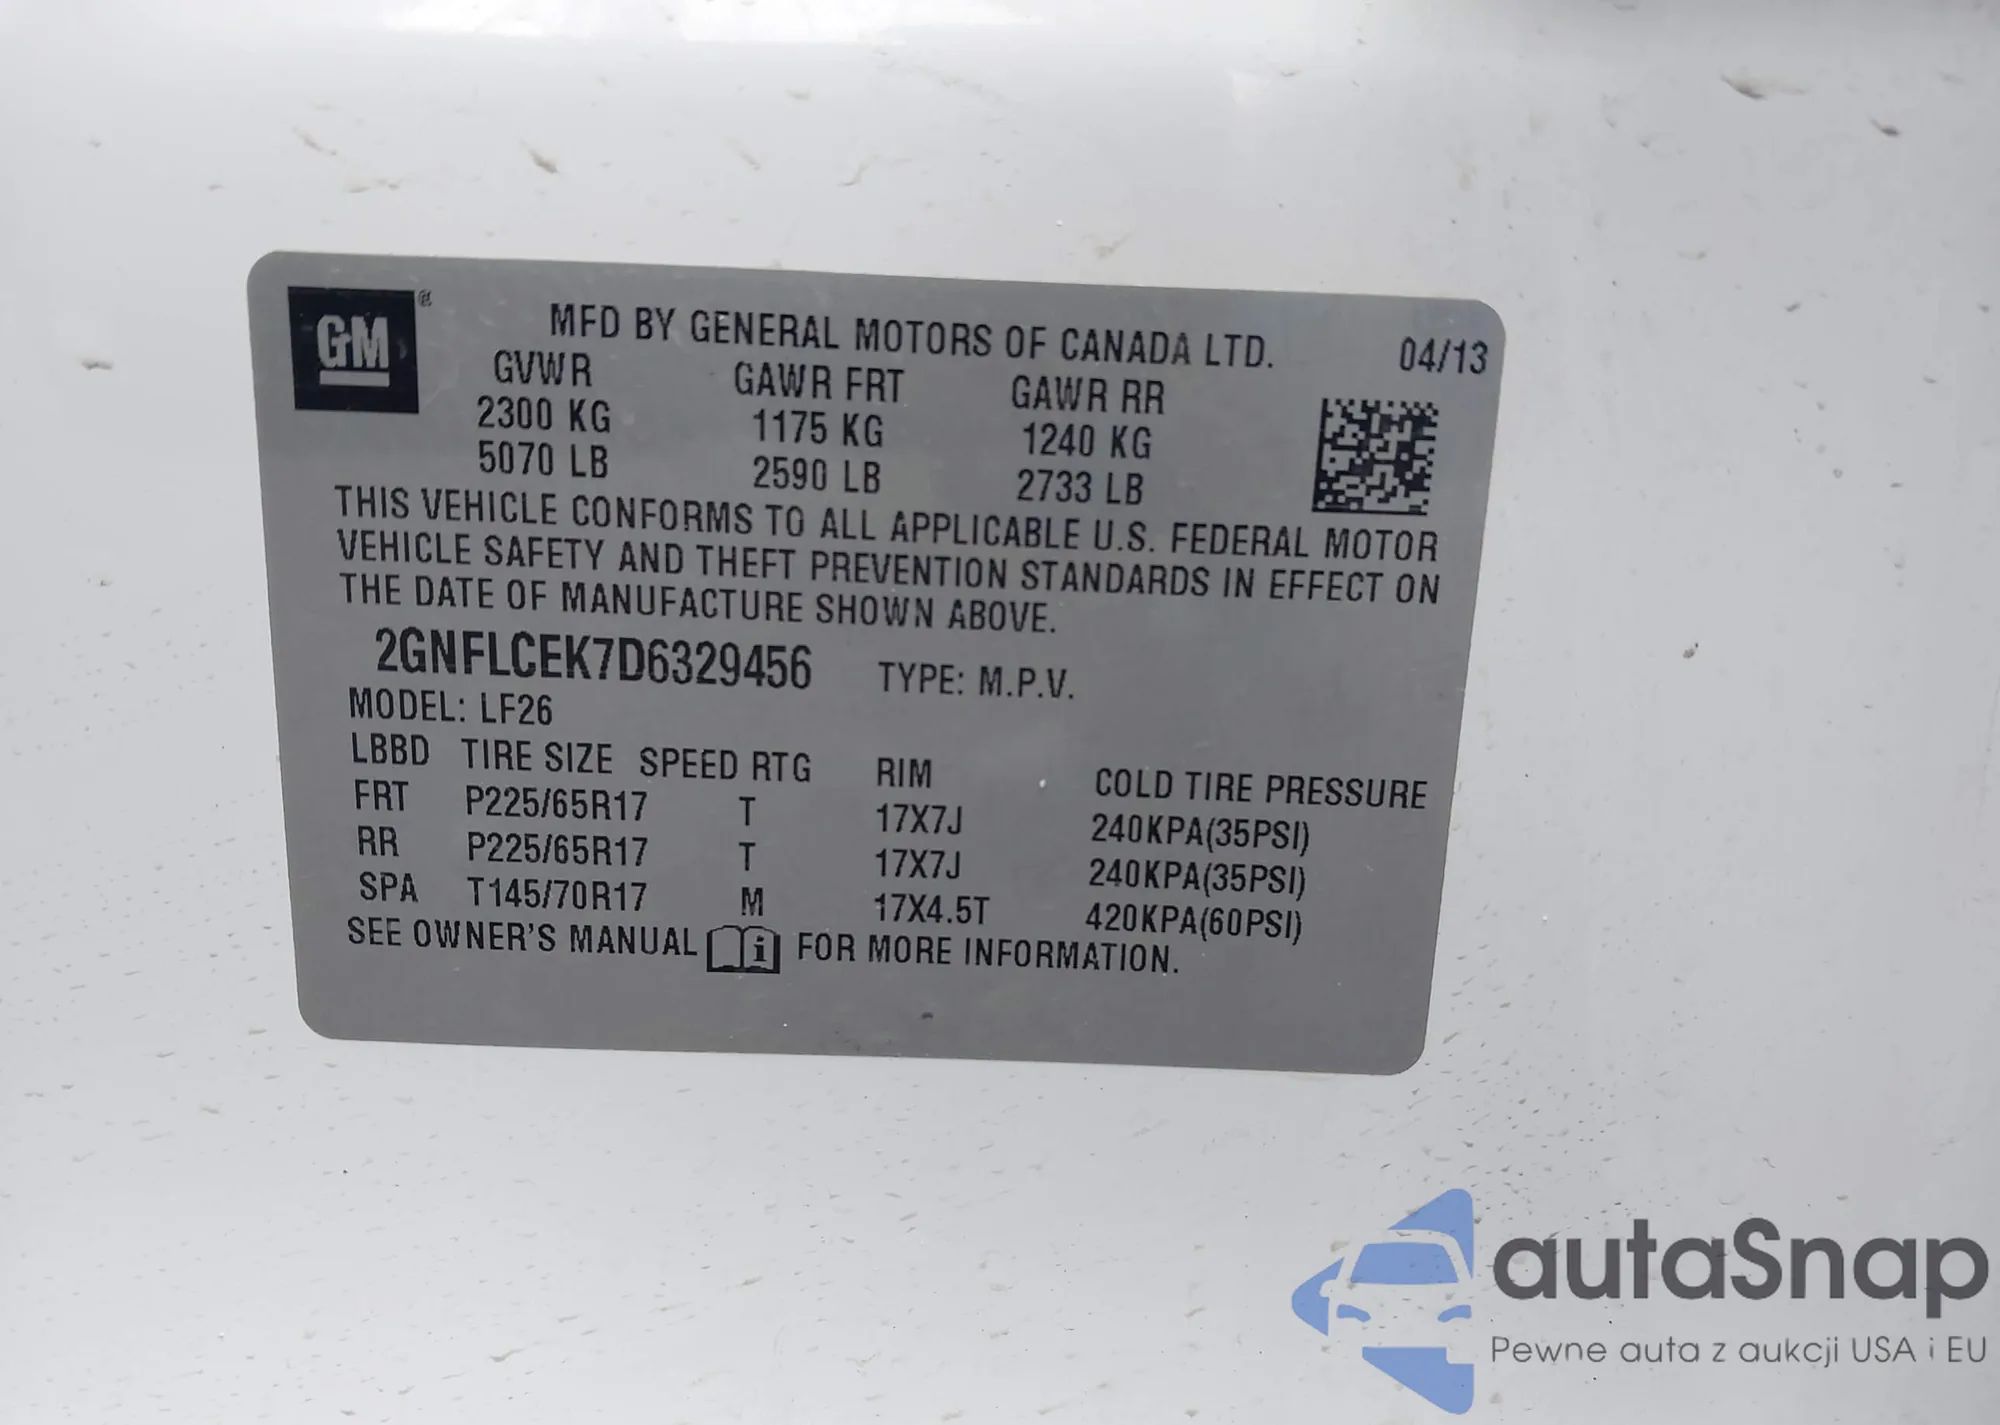 GM ®
MFD BY GENERAL MOTORS OF CANADA LTD. 04/13
GVWR GAWR FRT GAWR RR
2300 KG 1175 KG 1240 KG
5070 LB 2590 LB 2733 LB
THIS VEHICLE CONFORMS TO ALL APPLICABLE U.S. FEDERAL MOTOR
VEHICLE SAFETY AND THEFT PREVENTION STANDARDS IN EFFECT ON
THE DATE OF MANUFACTURE SHOWN ABOVE.
2GNFLCEK7D6329456 TYPE: M.P.V.
MODEL: LF26
LBBD TIRE SIZE SPEED RTG RIM COLD TIRE PRESSURE
FRT P225/65R17 T 17X7J 240KPA(35PSI)
RR P225/65R17 T 17X7J 240KPA(35PSI)
SPA T145/70R17 M 17X4.5T 420KPA(60PSI)
SEE OWNER'S MANUAL i FOR MORE INFORMATION.
autaSnap
Pewne auta z aukcji USA i EU